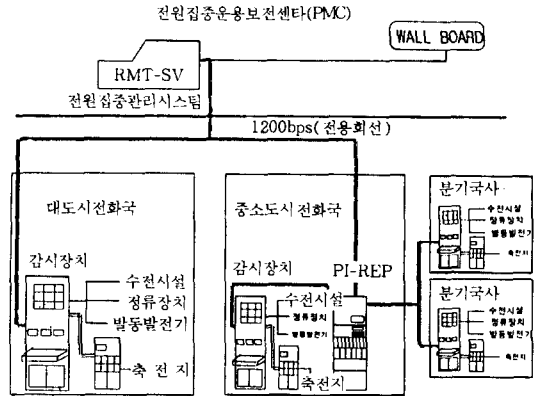 전원집중운용보전센타(PMC)
WALL BOARD
RMT-SV
전원집중관리시스팀
1200bps(전용회선)
대도시전화국
감시장치
수전시설
정류장치
발동발전기
축 전 지
중소도시 전화국
감시장치
PI-REP
수전시설
정류장치
발동발전기
축전지
분기국사
수전시설
정류장치
발동발전기
축전지
분기국사
수전시설
정류장치
발동발전기
축전지